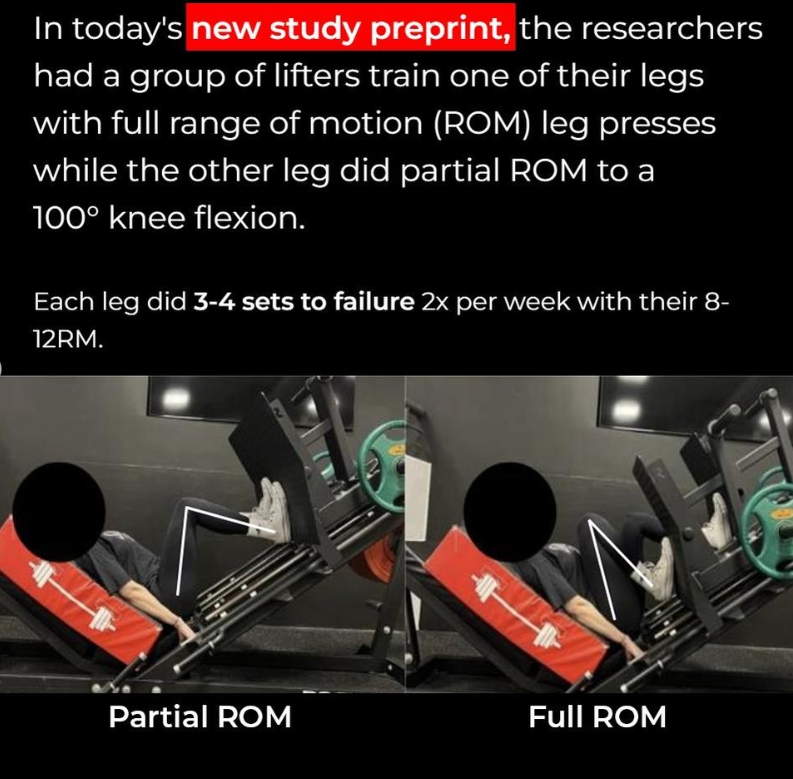 In today's new study preprint, the researchers
had a group of lifters train one of their legs
with full range of motion (ROM) leg presses
while the other leg did partial ROM to a
100° knee flexion.
Each leg did 3-4 sets to failure 2x per week with their 8-
12RM.
Partial ROM
Full ROM